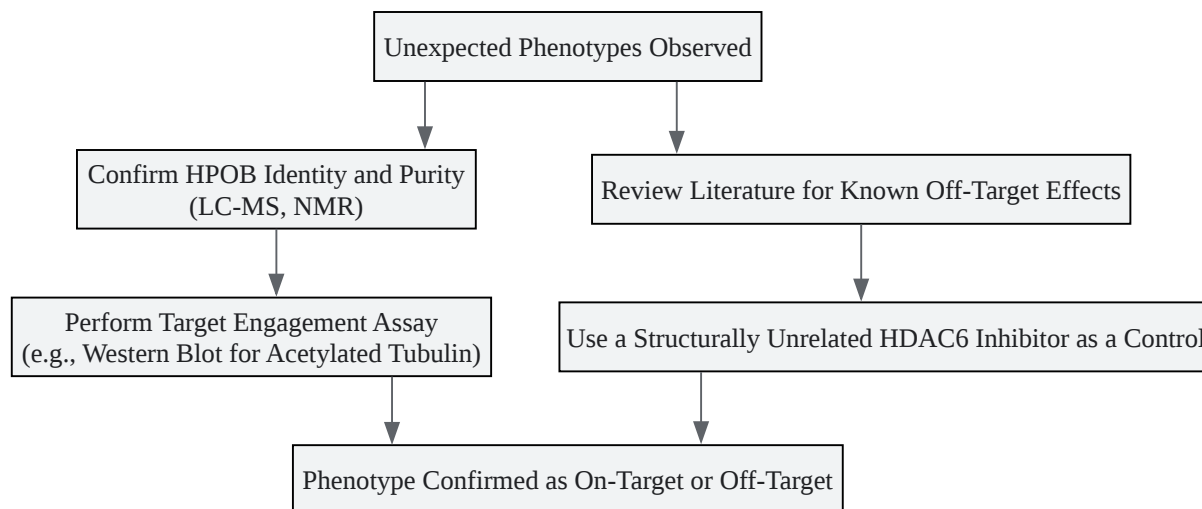 Unexpected Phenotypes Observed
Confirm HPOB Identity and Purity
(LC-MS, NMR)
Review Literature for Known Off-Target Effects
Perform Target Engagement Assay
(e.g., Western Blot for Acetylated Tubulin)
Use a Structurally Unrelated HDAC6 Inhibitor as a Control
Phenotype Confirmed as On-Target or Off-Target